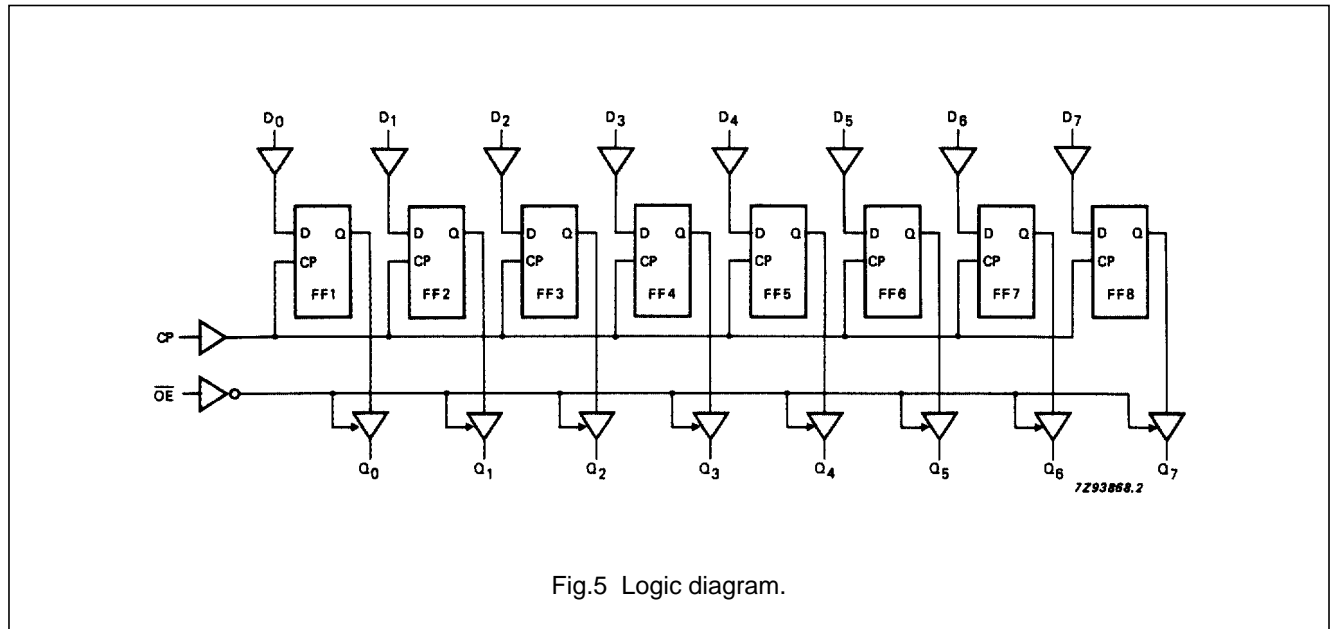 D0 D1 D2 D3 D4 D5 D6 D7
D Q D Q D Q D Q D Q D Q D Q D Q
CP CP CP CP CP CP CP CP
FF1 FF2 FF3 FF4 FF5 FF6 FF7 FF8
CP
OE
Q0 Q1 Q2 Q3 Q4 Q5 Q6 Q7
7Z93868.2
Fig.5 Logic diagram.